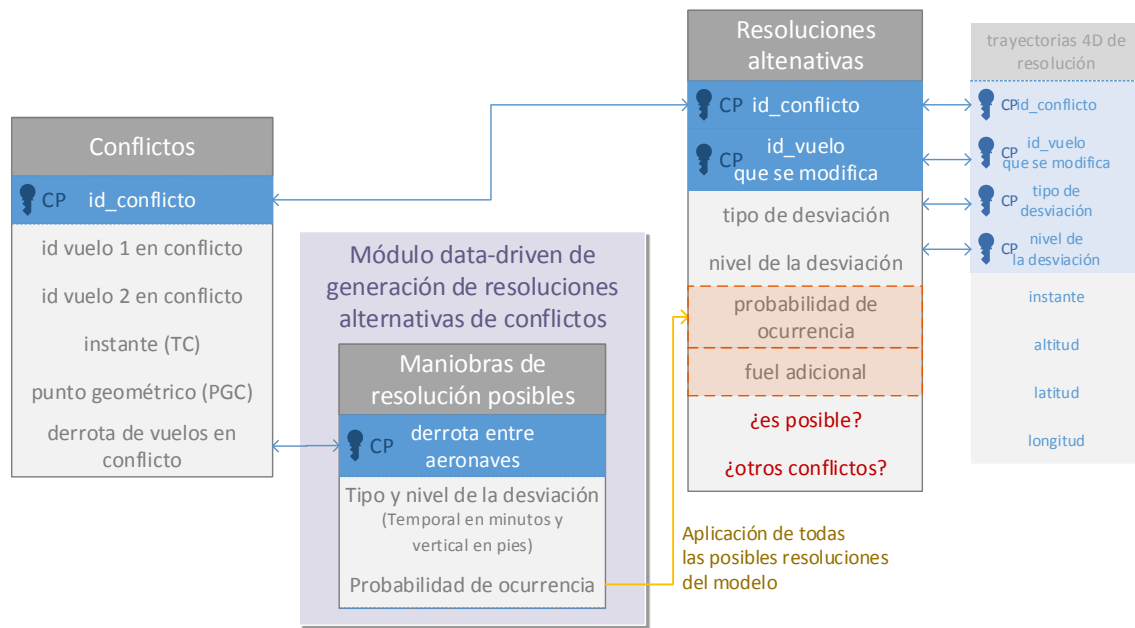 Conflictos
CP id_conflicto
id vuelo 1 en conflicto
id vuelo 2 en conflicto
instante (TC)
punto geométrico (PGC)
derrota de vuelos en
conflicto
Módulo data-driven de
generación de resoluciones
alternativas de conflictos
Maniobras de
resolución posibles
CP derrota entre
aeronaves
Tipo y nivel de la desviación
(Temporal en minutos y
vertical en pies)
Probabilidad de ocurrencia
Resoluciones
altenativas
CP id_conflicto
CP id_vuelo
que se modifica
tipo de desviación
nivel de la desviación
probabilidad de
ocurrencia
fuel adicional
¿es posible?
¿otros conflictos?
Aplicación de todas
las posibles resoluciones
del modelo
trayectorias 4D de
resolución
CP id_conflicto
CP id_vuelo
que se modifica
CP tipo de
desviación
CP nivel de
la desviación
instante
altitud
latitud
longitud